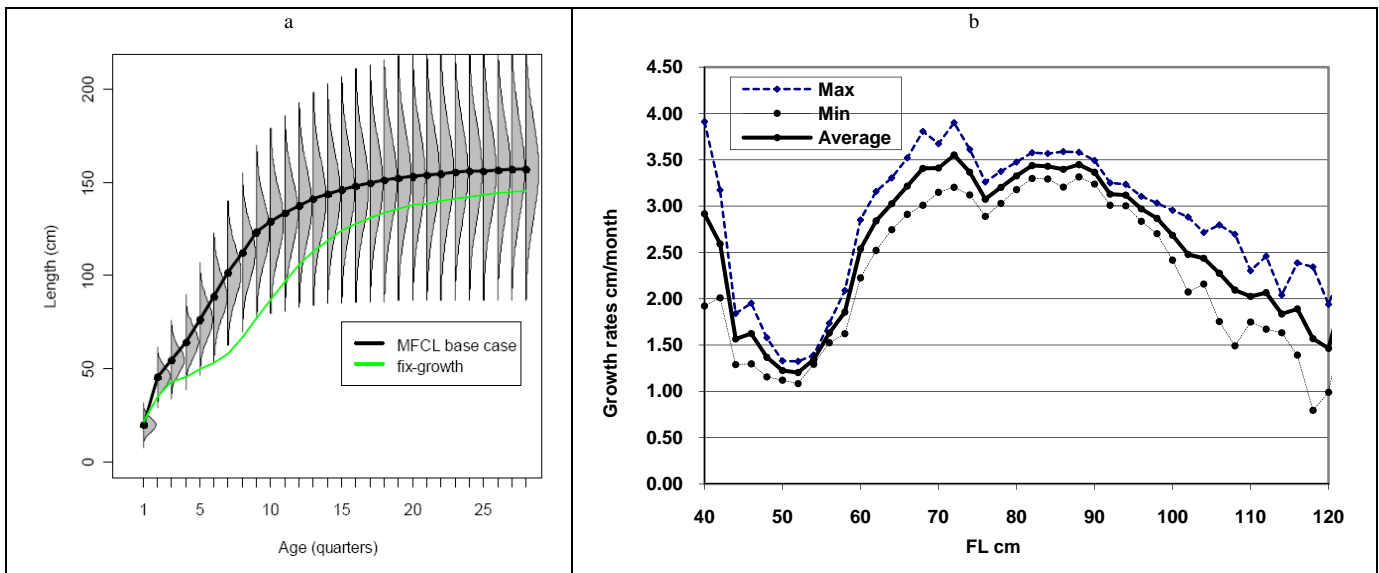 a
b
200
150
100
50
0
Length (cm)
1 5 10 15 20 25
Age (quarters)
MFCL base case
fix-growth
4.50
4.00
3.50
3.00
2.50
2.00
1.50
1.00
0.50
0.00
Growth rates cm/month
40 50 60 70 80 90 100 110 120
FL cm
Max
Min
Average